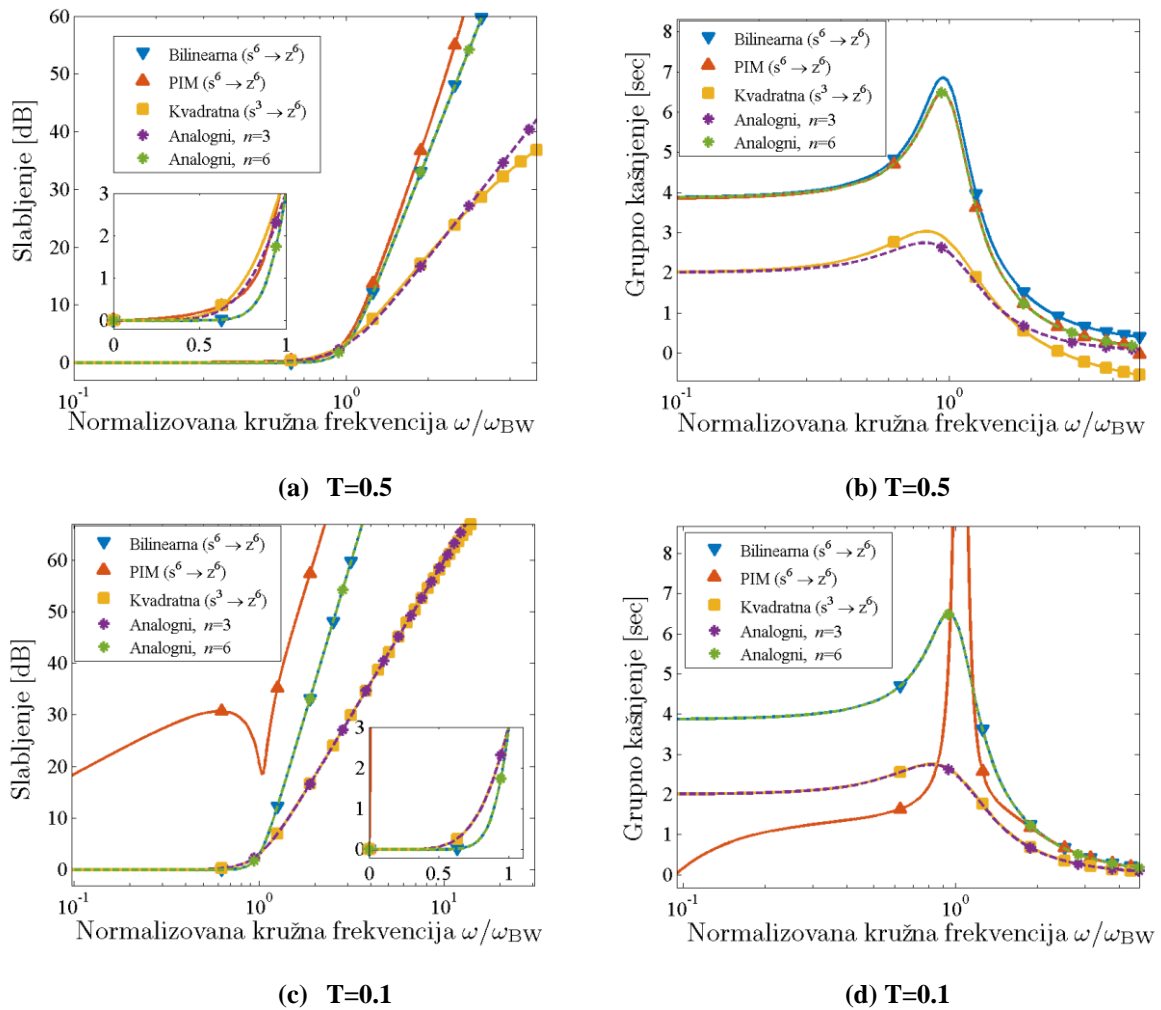 60
50
40
30
20
10
0
Slabljenje [dB]
Bilinearna (s⁶ → z⁶)
PIM (s⁶ → z⁶)
Kvadratna (s³ → z⁶)
Analogni, n=3
Analogni, n=6
3
2
1
0
0 0.5 1
10⁻¹ 10⁰
Normalizovana kružna frekvencija ω/ω_BW
(a) T=0.5
8
7
6
5
4
3
2
1
0
Grupno kašnjenje [sec]
Bilinearna (s⁶ → z⁶)
PIM (s⁶ → z⁶)
Kvadratna (s³ → z⁶)
Analogni, n=3
Analogni, n=6
10⁻¹ 10⁰
Normalizovana kružna frekvencija ω/ω_BW
(b) T=0.5
60
50
40
30
20
10
0
Slabljenje [dB]
Bilinearna (s⁶ → z⁶)
PIM (s⁶ → z⁶)
Kvadratna (s³ → z⁶)
Analogni, n=3
Analogni, n=6
3
2
1
0
0 0.5 1
10⁻¹ 10⁰ 10¹
Normalizovana kružna frekvencija ω/ω_BW
(c) T=0.1
8
7
6
5
4
3
2
1
0
Grupno kašnjenje [sec]
Bilinearna (s⁶ → z⁶)
PIM (s⁶ → z⁶)
Kvadratna (s³ → z⁶)
Analogni, n=3
Analogni, n=6
10⁻¹ 10⁰
Normalizovana kružna frekvencija ω/ω_BW
(d) T=0.1